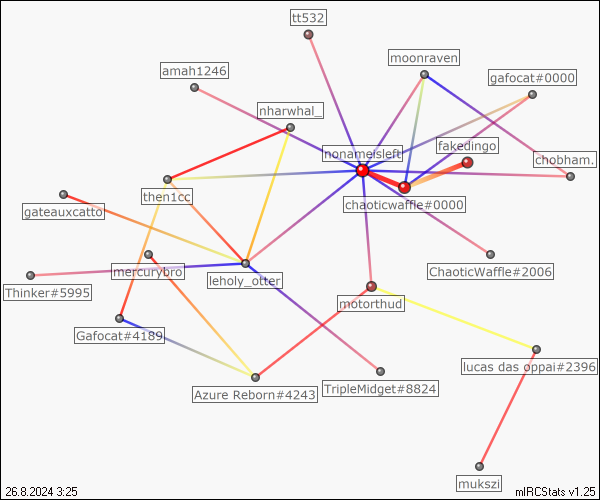 tt532
moonraven
amah1246
gafocat#0000
nharwhal_
fakedingo
nonameisleft
chobham.
then1cc
chaoticwaffle#0000
gateauxcatto
mercurybro
ChaoticWaffle#2006
leholy_otter
Thinker#5995
motorthud
Gafocat#4189
lucas das oppai#2396
Azure Reborn#4243
TripleMidget#8824
mukszi
26.8.2024 3:25
mIRCStats v1.25